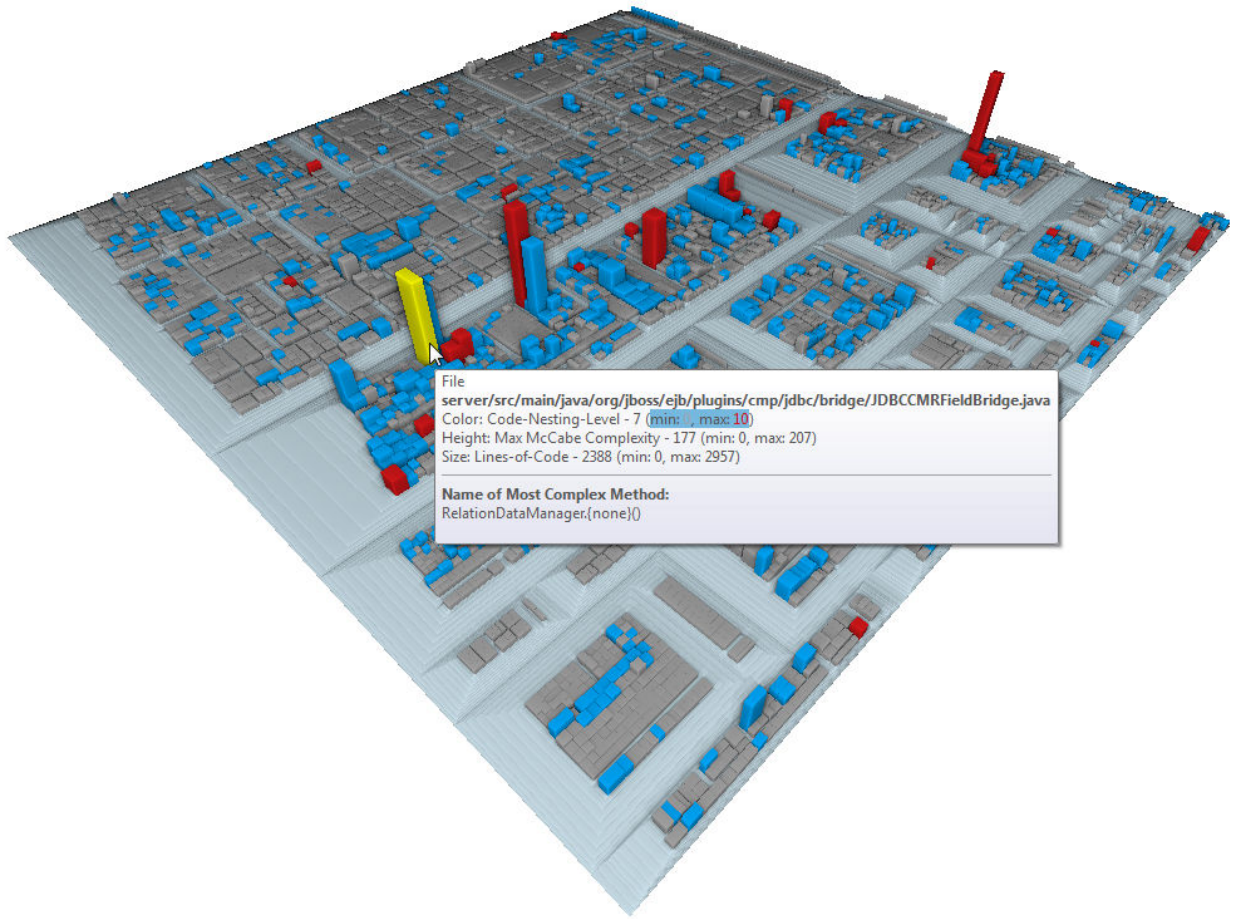 File
server/src/main/java/org/jboss/ejb/plugins/cmp/jdbc/bridge/JDBCCMRFieldBridge.java
Color: Code-Nesting-Level - 7 (min: , max: 10)
Height: Max McCabe Complexity - 177 (min: 0, max: 207)
Size: Lines-of-Code - 2388 (min: 0, max: 2957)
Name of Most Complex Method:
RelationDataManager.{none}()